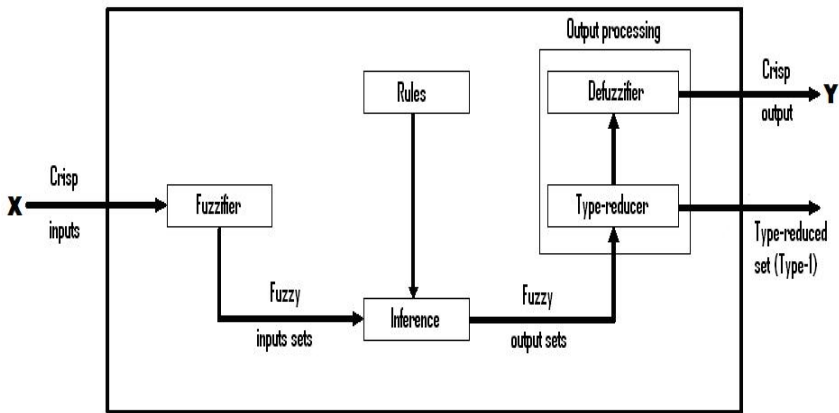 Output processing
Rules
Defuzzifier
Crisp
output
Y
X
Crisp
inputs
Fuzzifier
Type-reducer
Type-reduced
set (Type-1)
Fuzzy
inputs sets
Inference
Fuzzy
output sets